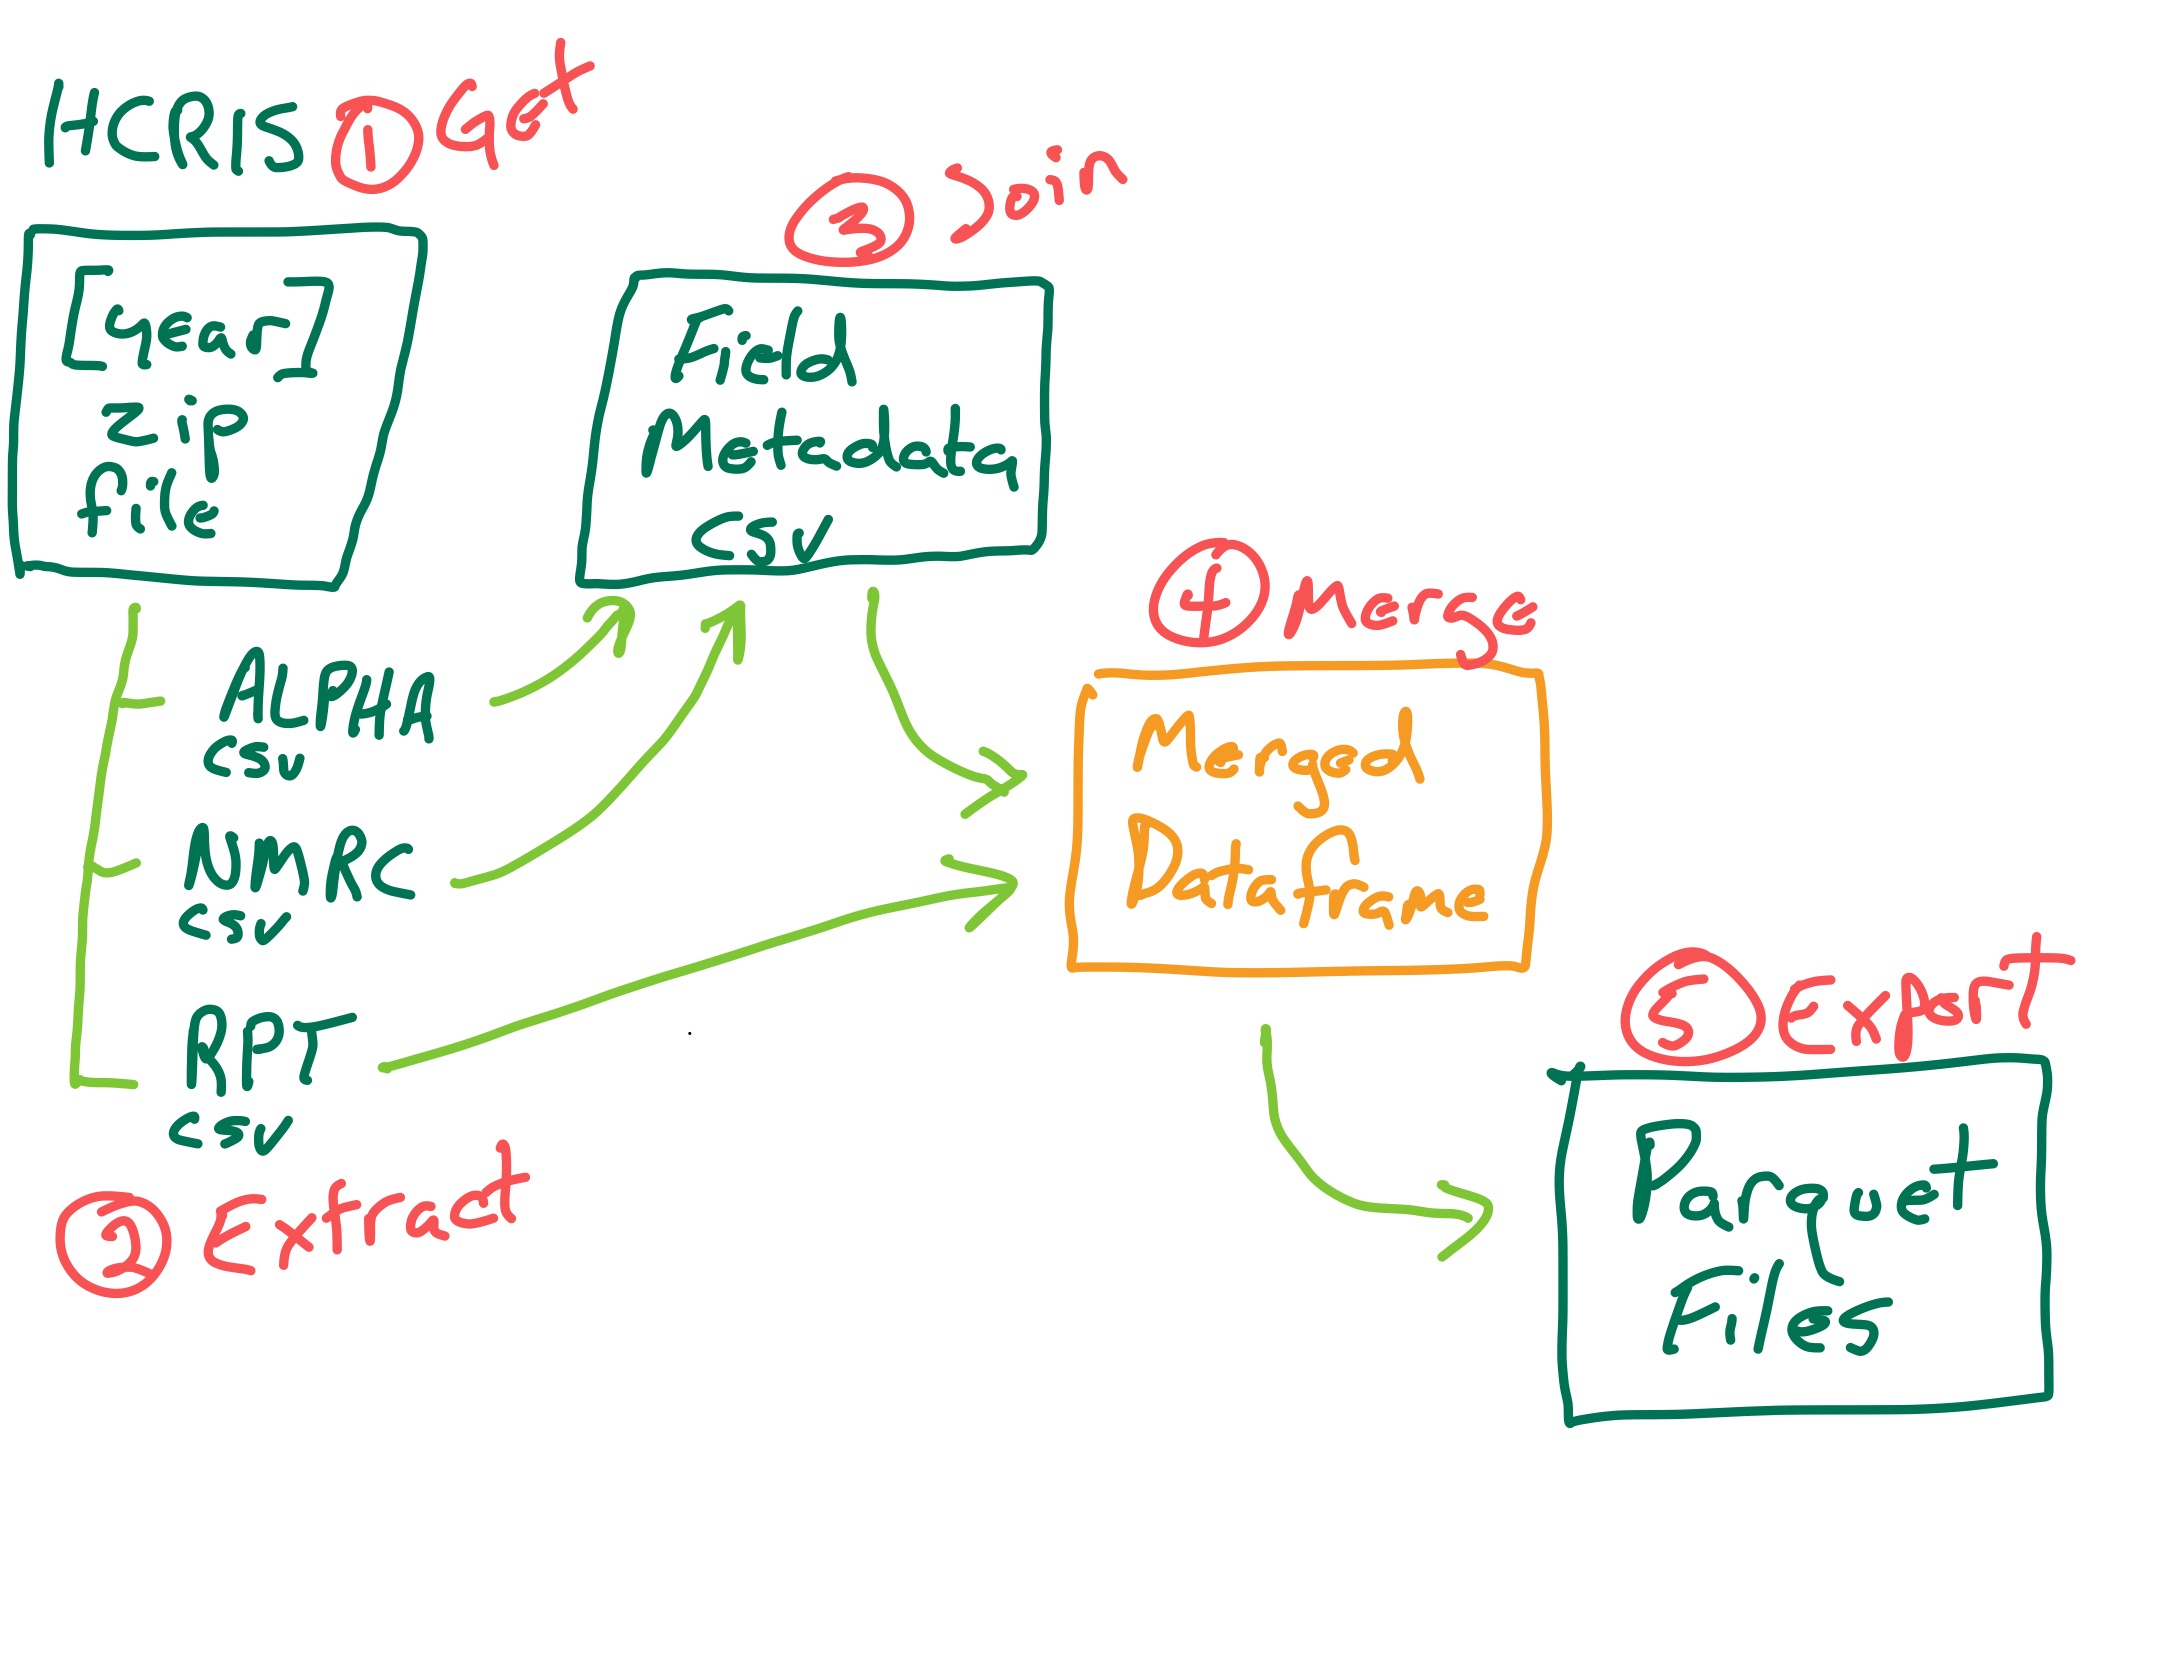 HCRIS ① Get
[year]
zip
file
③ Join
Field
Metadata
csv
ALPHA
csv
NMRC
csv
RPT
csv
② Extract
④ Merge
Merged
Dataframe
⑤ Export
Parquet
Files